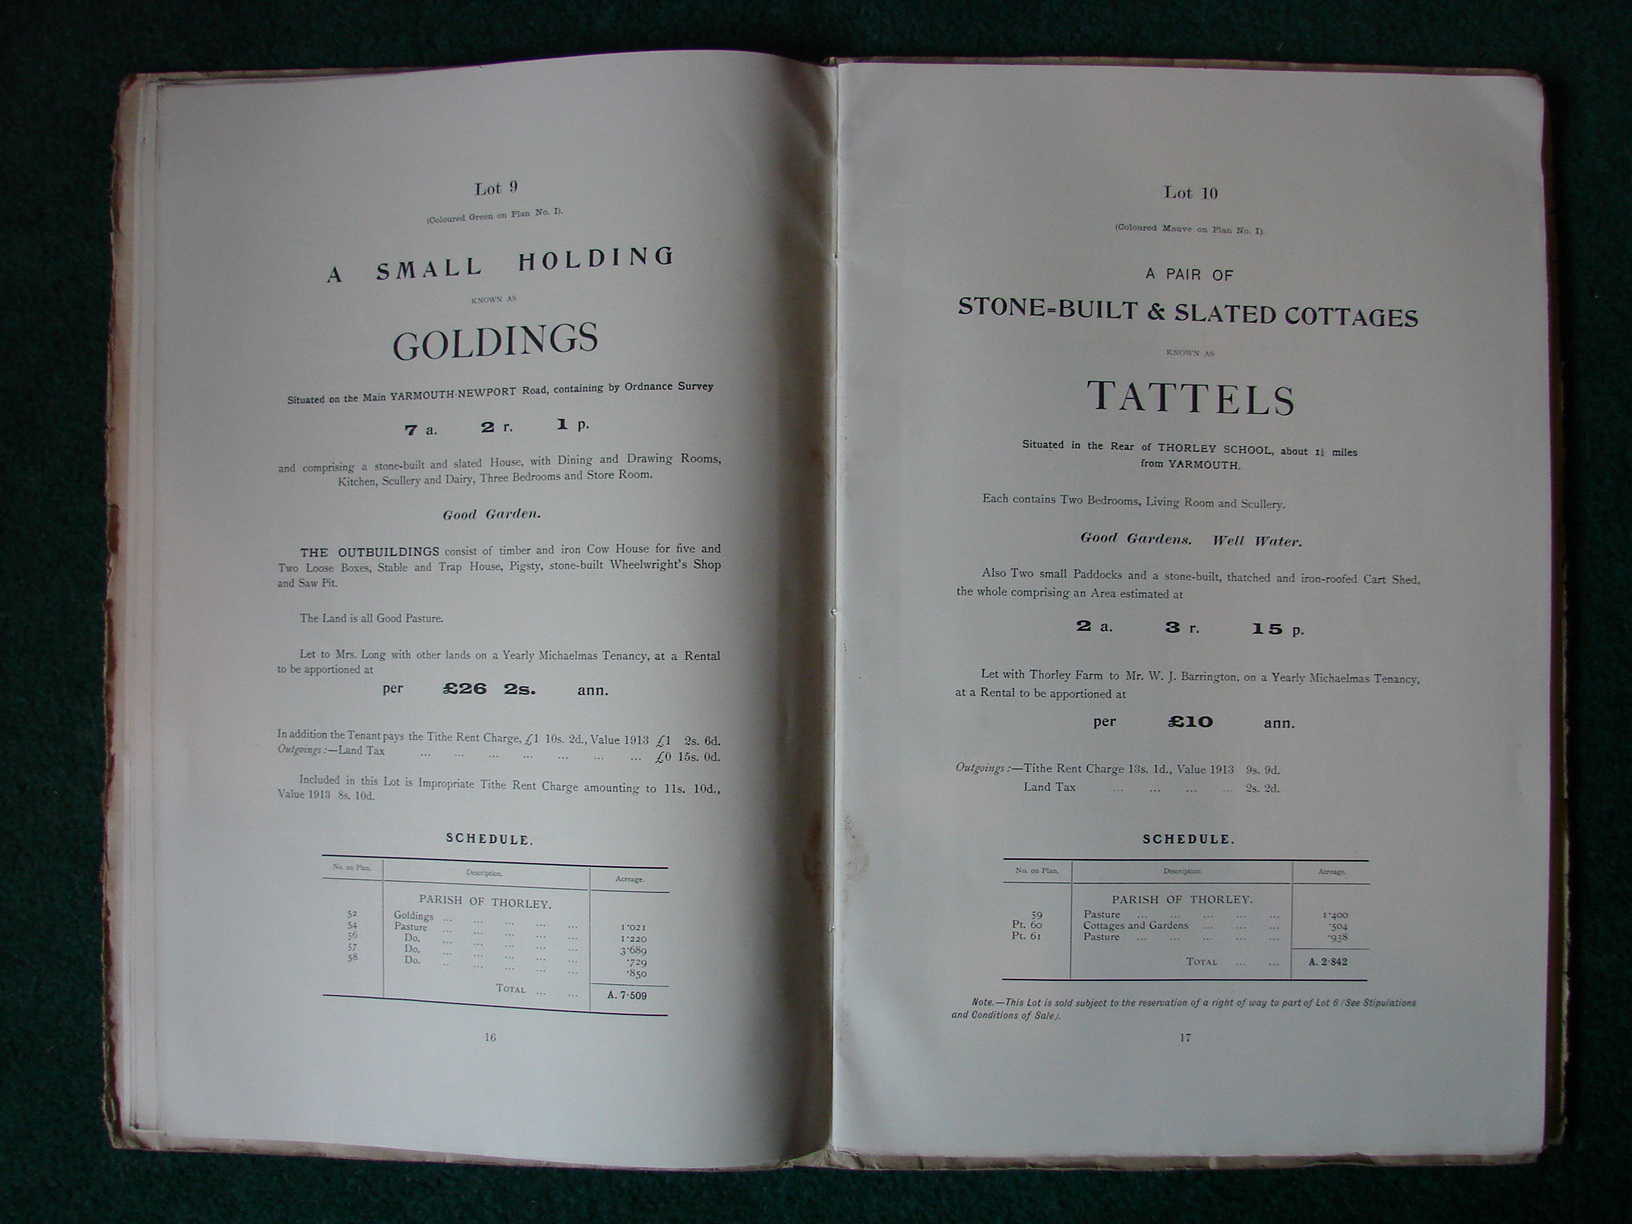 Lot 9
(Coloured Green on Plan No. I).
A SMALL HOLDING
KNOWN AS
GOLDINGS
Situated on the Main YARMOUTH-NEWPORT Road, containing by Ordnance Survey
7 a. 2 r. 1 p.
and comprising a stone-built and slated House, with Dining and Drawing Rooms,
Kitchen, Scullery and Dairy, Three Bedrooms and Store Room.
Good Garden.
THE OUTBUILDINGS consist of timber and iron Cow House for five and
Two Loose Boxes, Stable and Trap House, Pigsty, stone-built Wheelwright's Shop
and Saw Pit.
The Land is all Good Pasture.
Let to Mrs. Long with other lands on a Yearly Michaelmas Tenancy, at a Rental
to be apportioned at
per £26 2s. ann.
In addition the Tenant pays the Tithe Rent Charge, £1 10s. 2d., Value 1913 £1 2s. 6d.
Outgoings:—Land Tax ... ... ... ... ... ... ... £0 15s. 0d.
Included in this Lot is Impropriate Tithe Rent Charge amounting to 11s. 10d.,
Value 1913 8s. 10d.
SCHEDULE.
No. on Plan. Description. Acreage.
PARISH OF THORLEY.
52 Goldings ... ... ... ... ... 1·021
54 Pasture ... ... ... ... ... 1·220
56 Do. ... ... ... ... ... 3·689
57 Do. ... ... ... ... ... ·729
58 Do. ... ... ... ... ... ·850
TOTAL ... ... A. 7·509
16
Lot 10
(Coloured Mauve on Plan No. I).
A PAIR OF
STONE=BUILT & SLATED COTTAGES
KNOWN AS
TATTELS
Situated in the Rear of THORLEY SCHOOL, about 1¼ miles
from YARMOUTH.
Each contains Two Bedrooms, Living Room and Scullery.
Good Gardens. Well Water.
Also Two small Paddocks and a stone-built, thatched and iron-roofed Cart Shed,
the whole comprising an Area estimated at
2 a. 3 r. 15 p.
Let with Thorley Farm to Mr. W. J. Barrington, on a Yearly Michaelmas Tenancy,
at a Rental to be apportioned at
per £10 ann.
Outgoings:—Tithe Rent Charge 13s. 1d., Value 1913 9s. 9d.
Land Tax ... ... ... ... 2s. 2d.
SCHEDULE.
No. on Plan. Description. Acreage.
PARISH OF THORLEY.
59 Pasture ... ... ... ... ... 1·400
Pt. 60 Cottages and Gardens ... ... ... ·504
Pt. 61 Pasture ... ... ... ... ... ·938
TOTAL ... ... A. 2·842
Note.—This Lot is sold subject to the reservation of a right of way to part of Lot 6 (See Stipulations
and Conditions of Sale).
17